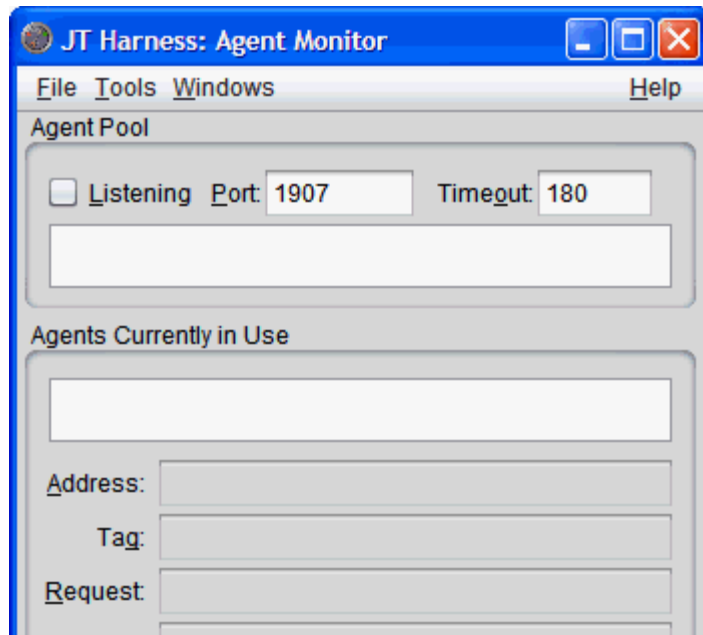 JT Harness: Agent Monitor
File Tools Windows Help
Agent Pool
Listening Port: 1907 Timeout: 180
Agents Currently in Use
Address:
Tag:
Request: